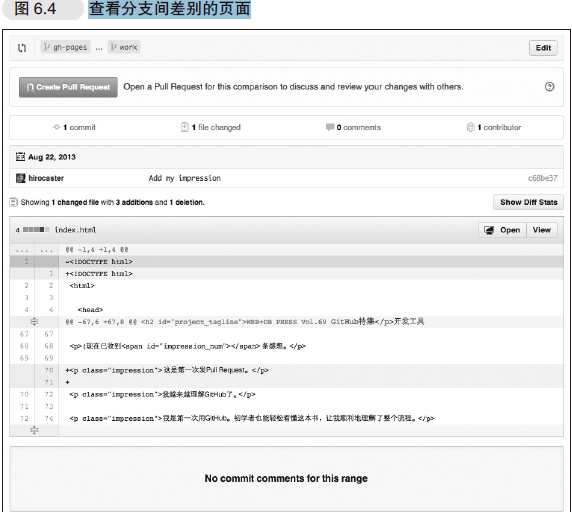 图 6.4 查看分支间差别的页面
gh-pages ... work Edit
Create Pull Request Open a Pull Request for this comparison to discuss and review your changes with others.
1 commit 1 file changed 0 comments 1 contributor
Aug 22, 2013
hirocaster Add my impression c68be37
Showing 1 changed file with 3 additions and 1 deletion. Show Diff Stats
4 index.html Open View
... ... @@ -1,4 +1,4 @@
1 -<!DOCTYPE html>
1 +<!DOCTYPE html>
2 2 <html>
3 3
4 4 <head>
@@ -67,6 +67,8 @@ <h2 id="project_tagline">WEB+DB PRESS Vol.69 GitHub特集</p>开发工具
67 67
68 68 <p>(现在已收到<span id="impression_num"></span>条感想。</p>
69 69
70 +<p class="impression">这是第一次发Pull Request。</p>
71 +
70 72 <p class="impression">我越来越理解GitHub了。</p>
71 73
72 74 <p class="impression">我是第一次用GitHub。初学者也能轻松看懂这本书，让我顺利地理解了整个流程。</p>
No commit comments for this range